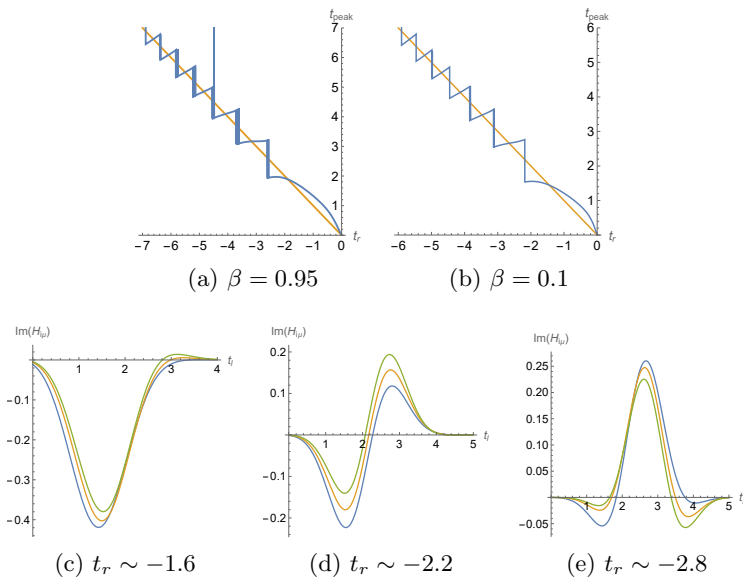 t_peak
7
6
5
4
3
2
1
-7 -6 -5 -4 -3 -2 -1 0
t_r
(a) β = 0.95
t_peak
6
5
4
3
2
1
-6 -5 -4 -3 -2 -1 0
t_r
(b) β = 0.1
Im(H_iμ)
1 2 3 4
t_i
-0.1
-0.2
-0.3
-0.4
(c) t_r ∼ −1.6
Im(H_iμ)
0.2
0.1
1 2 3 4 5
t_i
-0.1
-0.2
(d) t_r ∼ −2.2
Im(H_iμ)
0.25
0.20
0.15
0.10
0.05
1 2 3 4 5
t_i
-0.05
(e) t_r ∼ −2.8